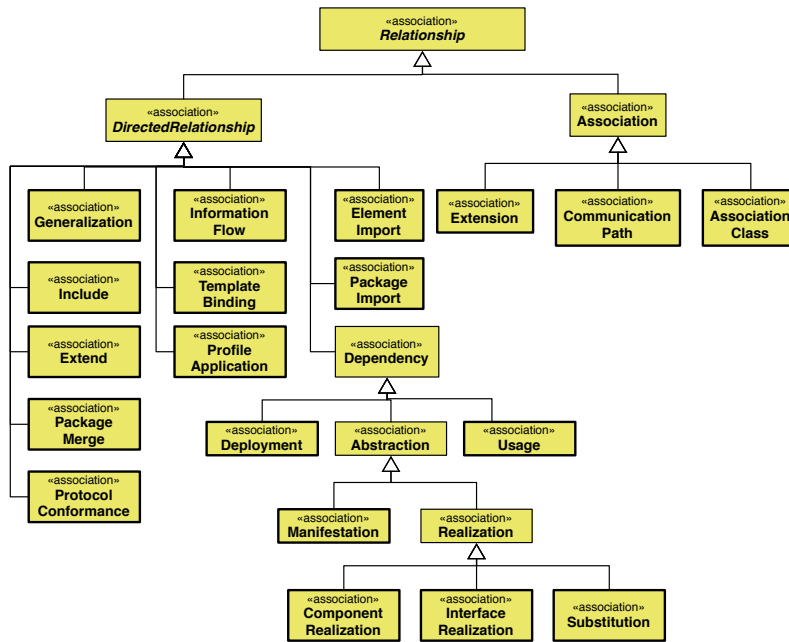 «association»
Relationship
«association»
DirectedRelationship
«association»
Association
«association»
Generalization
«association»
Information
Flow
«association»
Element
Import
«association»
Extension
«association»
Communication
Path
«association»
Association
Class
«association»
Include
«association»
Template
Binding
«association»
Package
Import
«association»
Extend
«association»
Profile
Application
«association»
Dependency
«association»
Package
Merge
«association»
Deployment
«association»
Abstraction
«association»
Usage
«association»
Protocol
Conformance
«association»
Manifestation
«association»
Realization
«association»
Component
Realization
«association»
Interface
Realization
«association»
Substitution